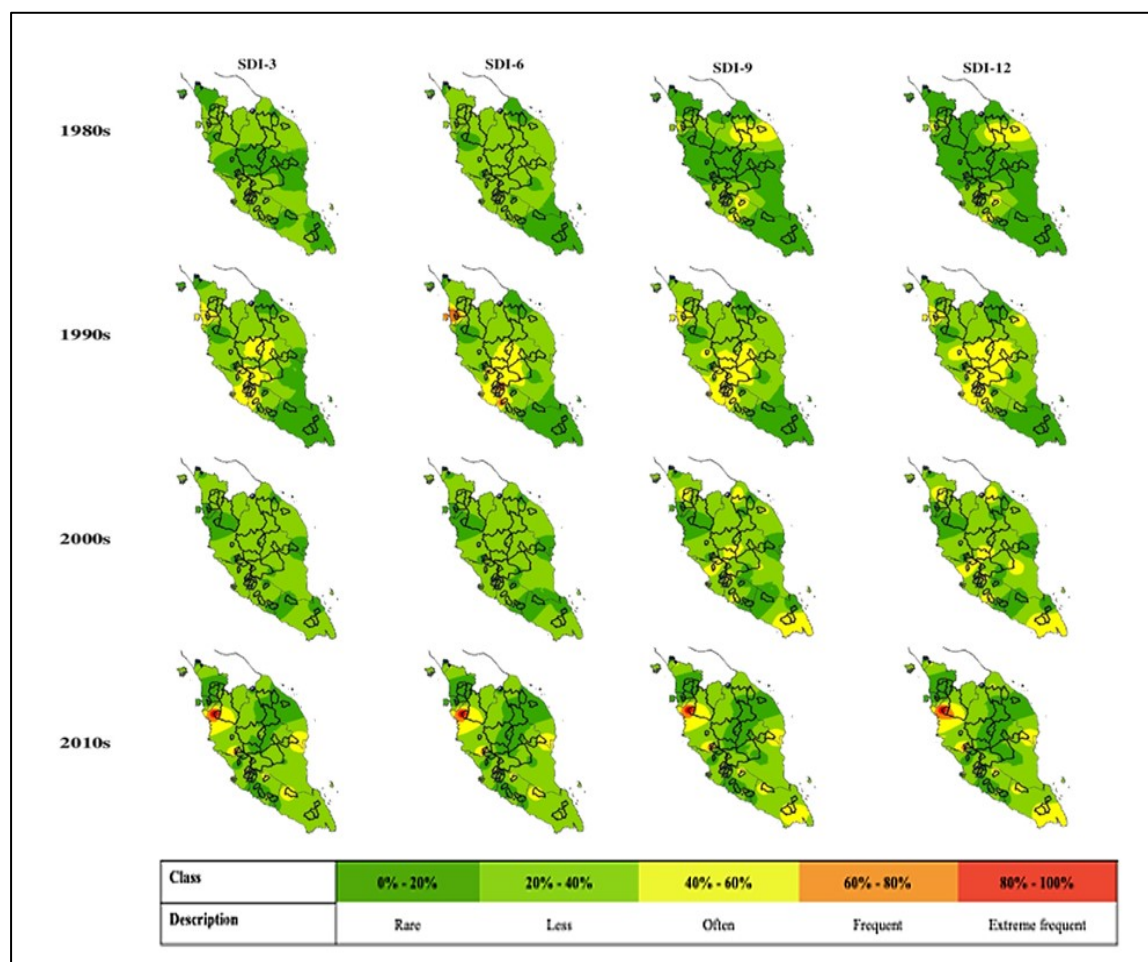 SDI-3 SDI-6 SDI-9 SDI-12
1980s
1990s
2000s
2010s
Class 0% - 20% 20% - 40% 40% - 60% 60% - 80% 80% - 100%
Description Rare Less Often Frequent Extreme frequent